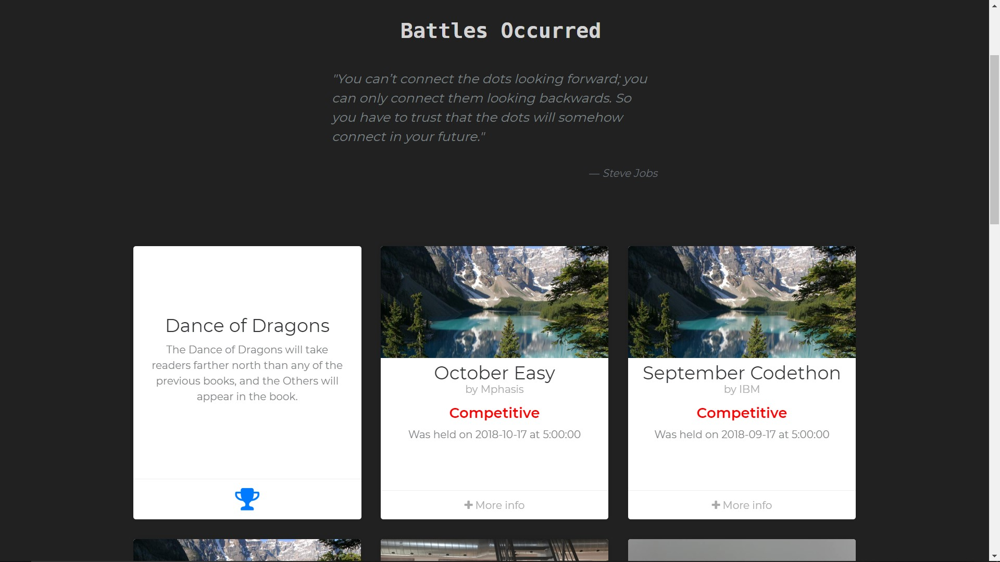 Battles Occurred
"You can’t connect the dots looking forward; you
can only connect them looking backwards. So
you have to trust that the dots will somehow
connect in your future."
— Steve Jobs
Dance of Dragons
The Dance of Dragons will take
readers farther north than any of the
previous books, and the Others will
appear in the book.
October Easy
by Mphasis
Competitive
Was held on 2018-10-17 at 5:00:00
More info
September Codethon
by IBM
Competitive
Was held on 2018-09-17 at 5:00:00
More info